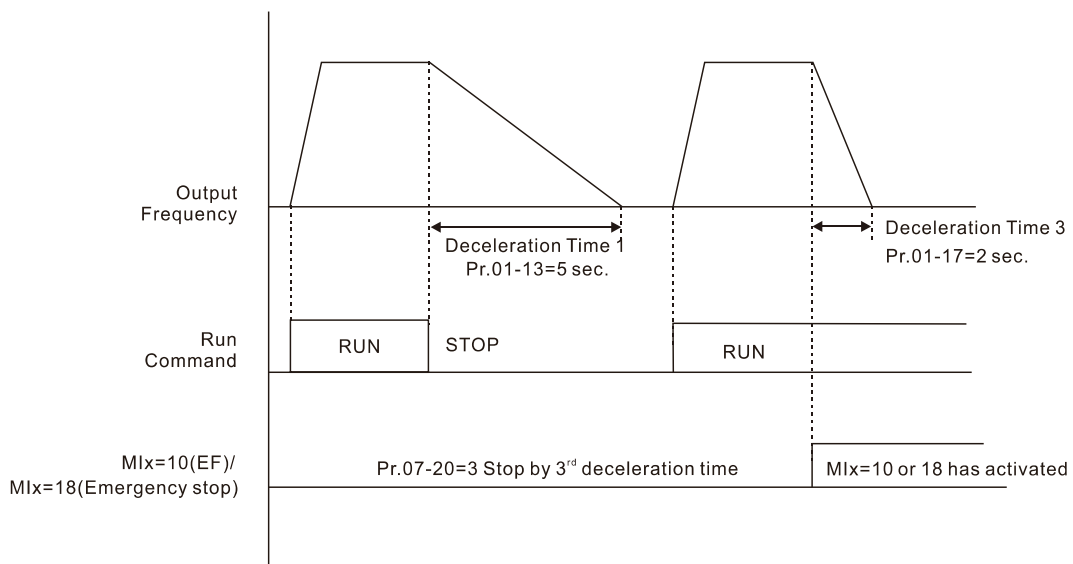 Output
Frequency
Deceleration Time 1
Pr.01-13=5 sec.
Deceleration Time 3
Pr.01-17=2 sec.
Run
Command
RUN
STOP
RUN
MIx=10(EF)/
MIx=18(Emergency stop)
Pr.07-20=3 Stop by 3rd deceleration time
MIx=10 or 18 has activated